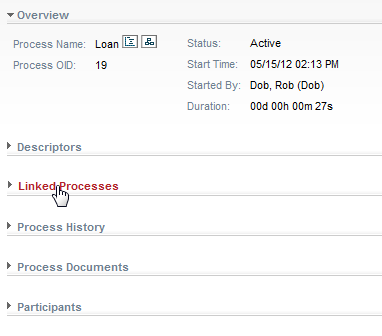 Overview
Process Name: Loan Status: Active
Process OID: 19 Start Time: 05/15/12 02:13 PM
Started By: Dob, Rob (Dob)
Duration: 00d 00h 00m 27s
Descriptors
Linked Processes
Process History
Process Documents
Participants